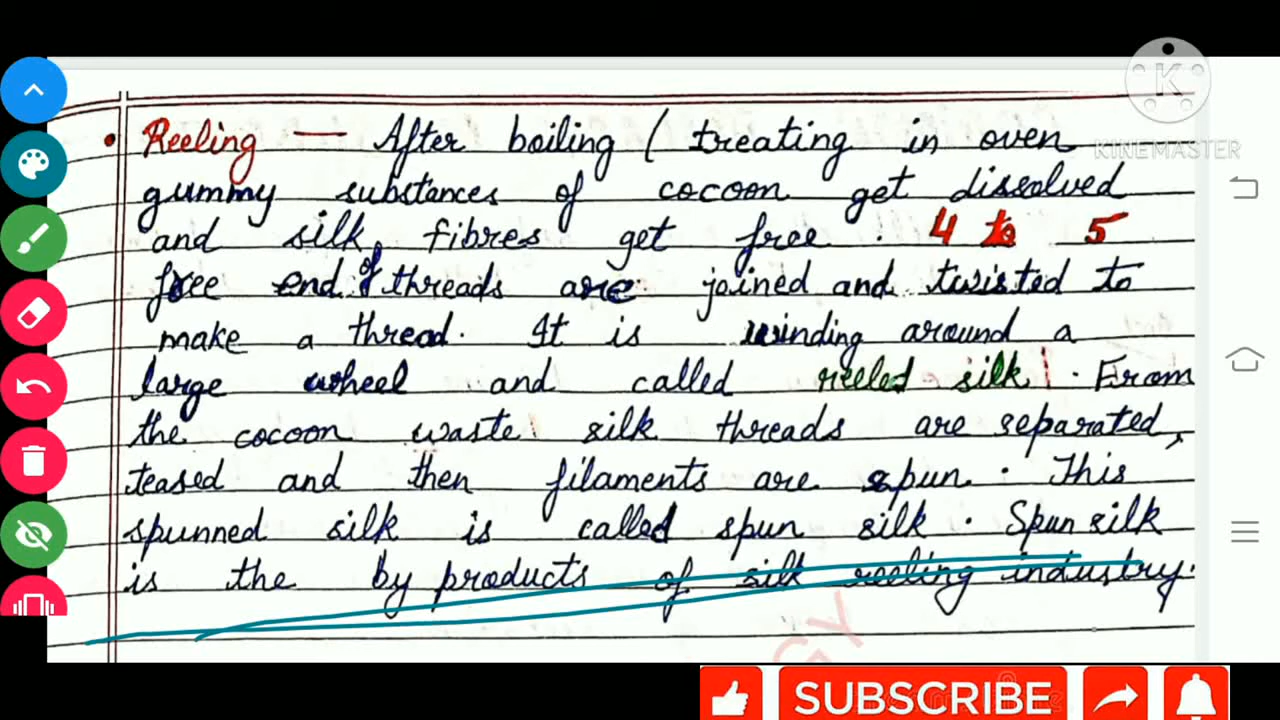 KINEMASTER
• Reeling — After boiling ( treating in oven
gummy substances of cocoon get dissolved
and silk fibres get free . 4 to 5
free end of threads are joined and twisted to
make a thread. It is winding around a
large wheel and called reeled silk . From
the cocoon waste silk threads are separated,
teased and then filaments are spun . This
spunned silk is called spun silk . Spun silk
is the by products of silk reeling industry.
GY
SUBSCRIBE